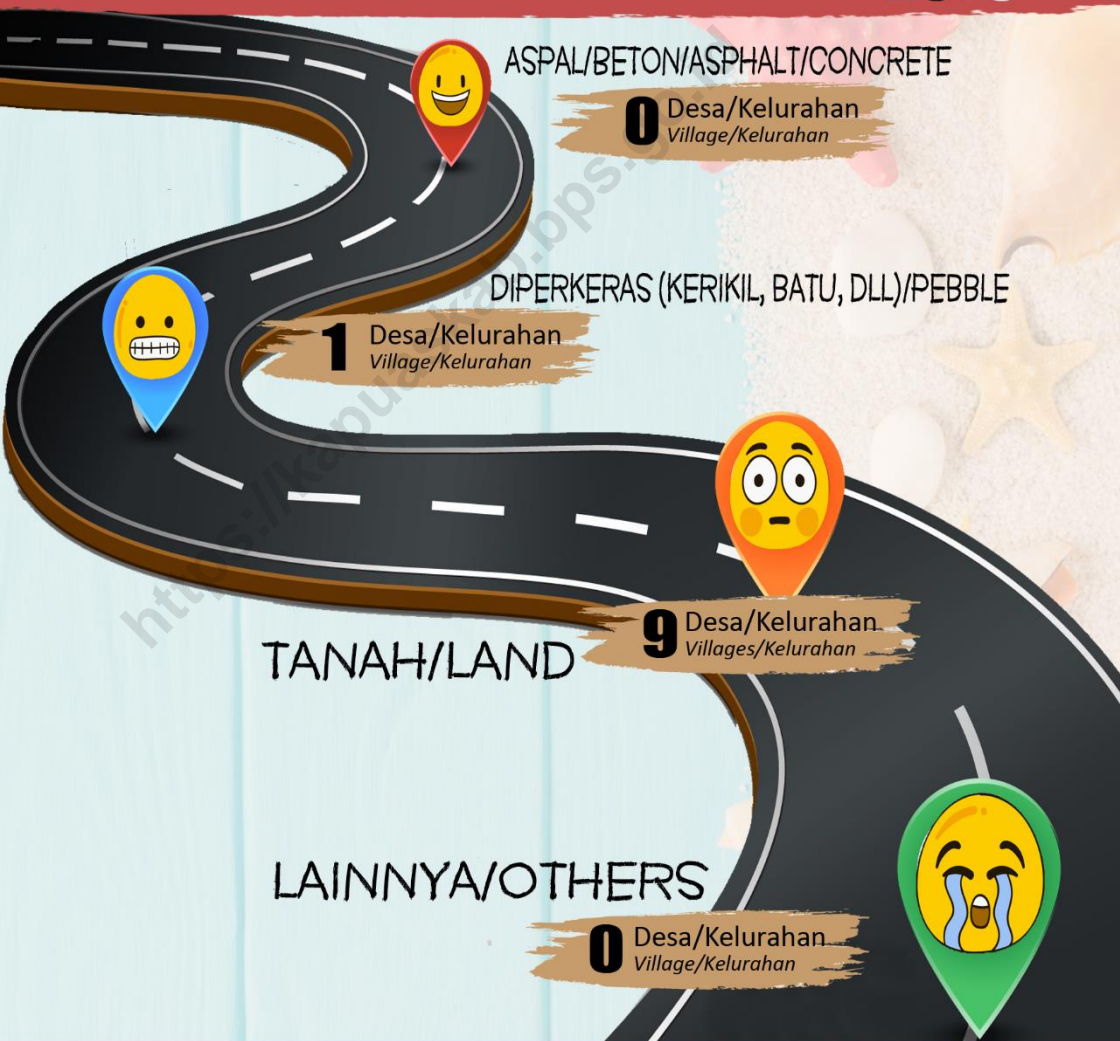 ASPAL/BETON/ASPHALT/CONCRETE
0 Desa/Kelurahan
Village/Kelurahan
DIPERKERAS (KERIKIL, BATU, DLL)/PEBBLE
1 Desa/Kelurahan
Village/Kelurahan
TANAH/LAND
9 Desa/Kelurahan
Villages/Kelurahan
LAINNYA/OTHERS
0 Desa/Kelurahan
Village/Kelurahan